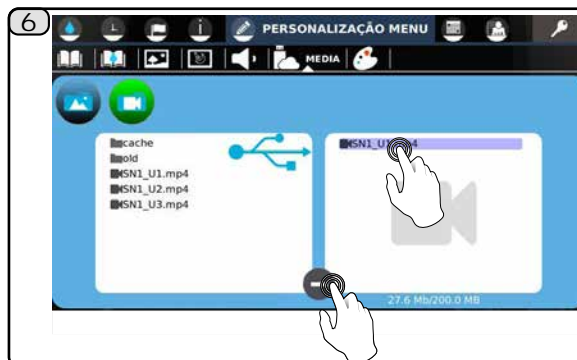 6
PERSONALIZAÇÃO MENU
MEDIA
cache
old
SN1_U1.mp4
SN1_U2.mp4
SN1_U3.mp4
27.6 Mb/200.0 MB